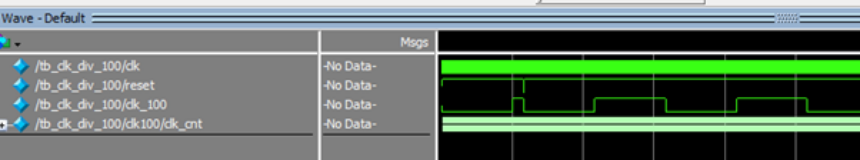 Wave - Default
Msgs
/tb_clk_div_100/clk -No Data-
/tb_clk_div_100/reset -No Data-
/tb_clk_div_100/clk_100 -No Data-
/tb_clk_div_100/clk100/clk_cnt -No Data-